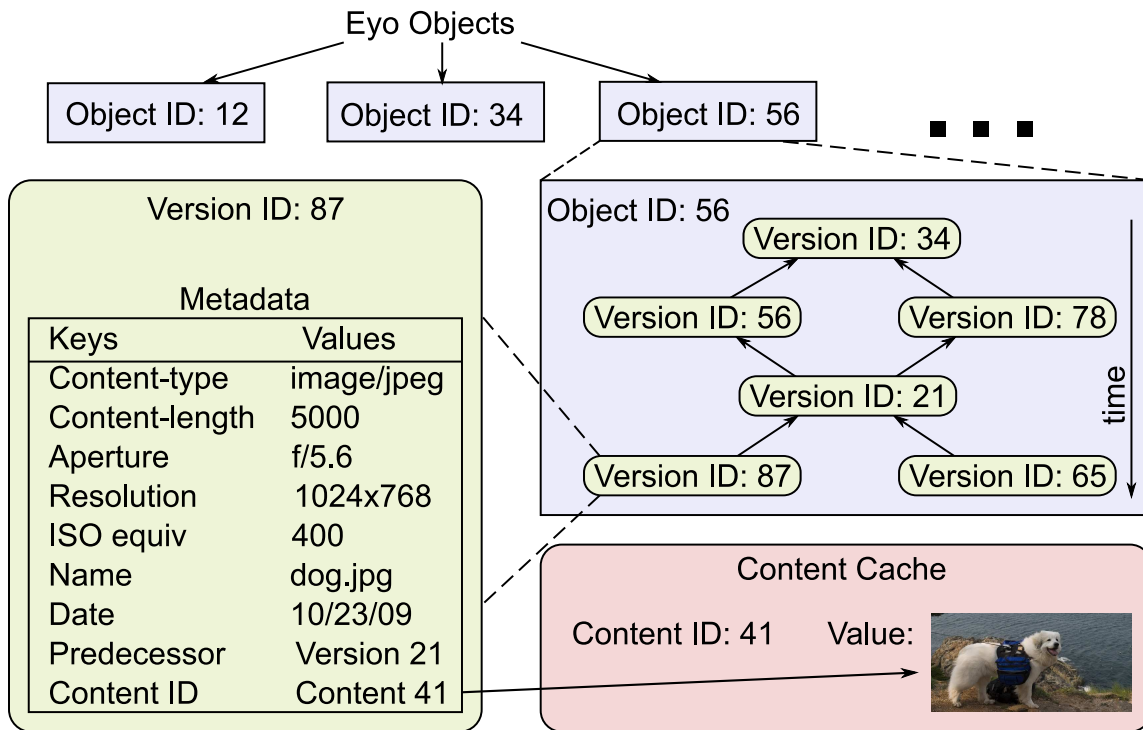 Eyo Objects
Object ID: 12
Object ID: 34
Object ID: 56
Version ID: 87
Metadata
Keys Values
Content-type image/jpeg
Content-length 5000
Aperture f/5.6
Resolution 1024x768
ISO equiv 400
Name dog.jpg
Date 10/23/09
Predecessor Version 21
Content ID Content 41
Object ID: 56
Version ID: 34
Version ID: 56
Version ID: 78
Version ID: 21
Version ID: 87
Version ID: 65
time
Content Cache
Content ID: 41 Value: